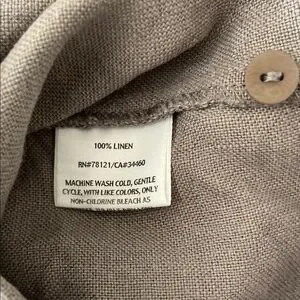 100% LINEN
RN#78121/CA#34460
MACHINE WASH COLD, GENTLE
CYCLE, WITH LIKE COLORS, ONLY
NON-CHLORINE BLEACH AS